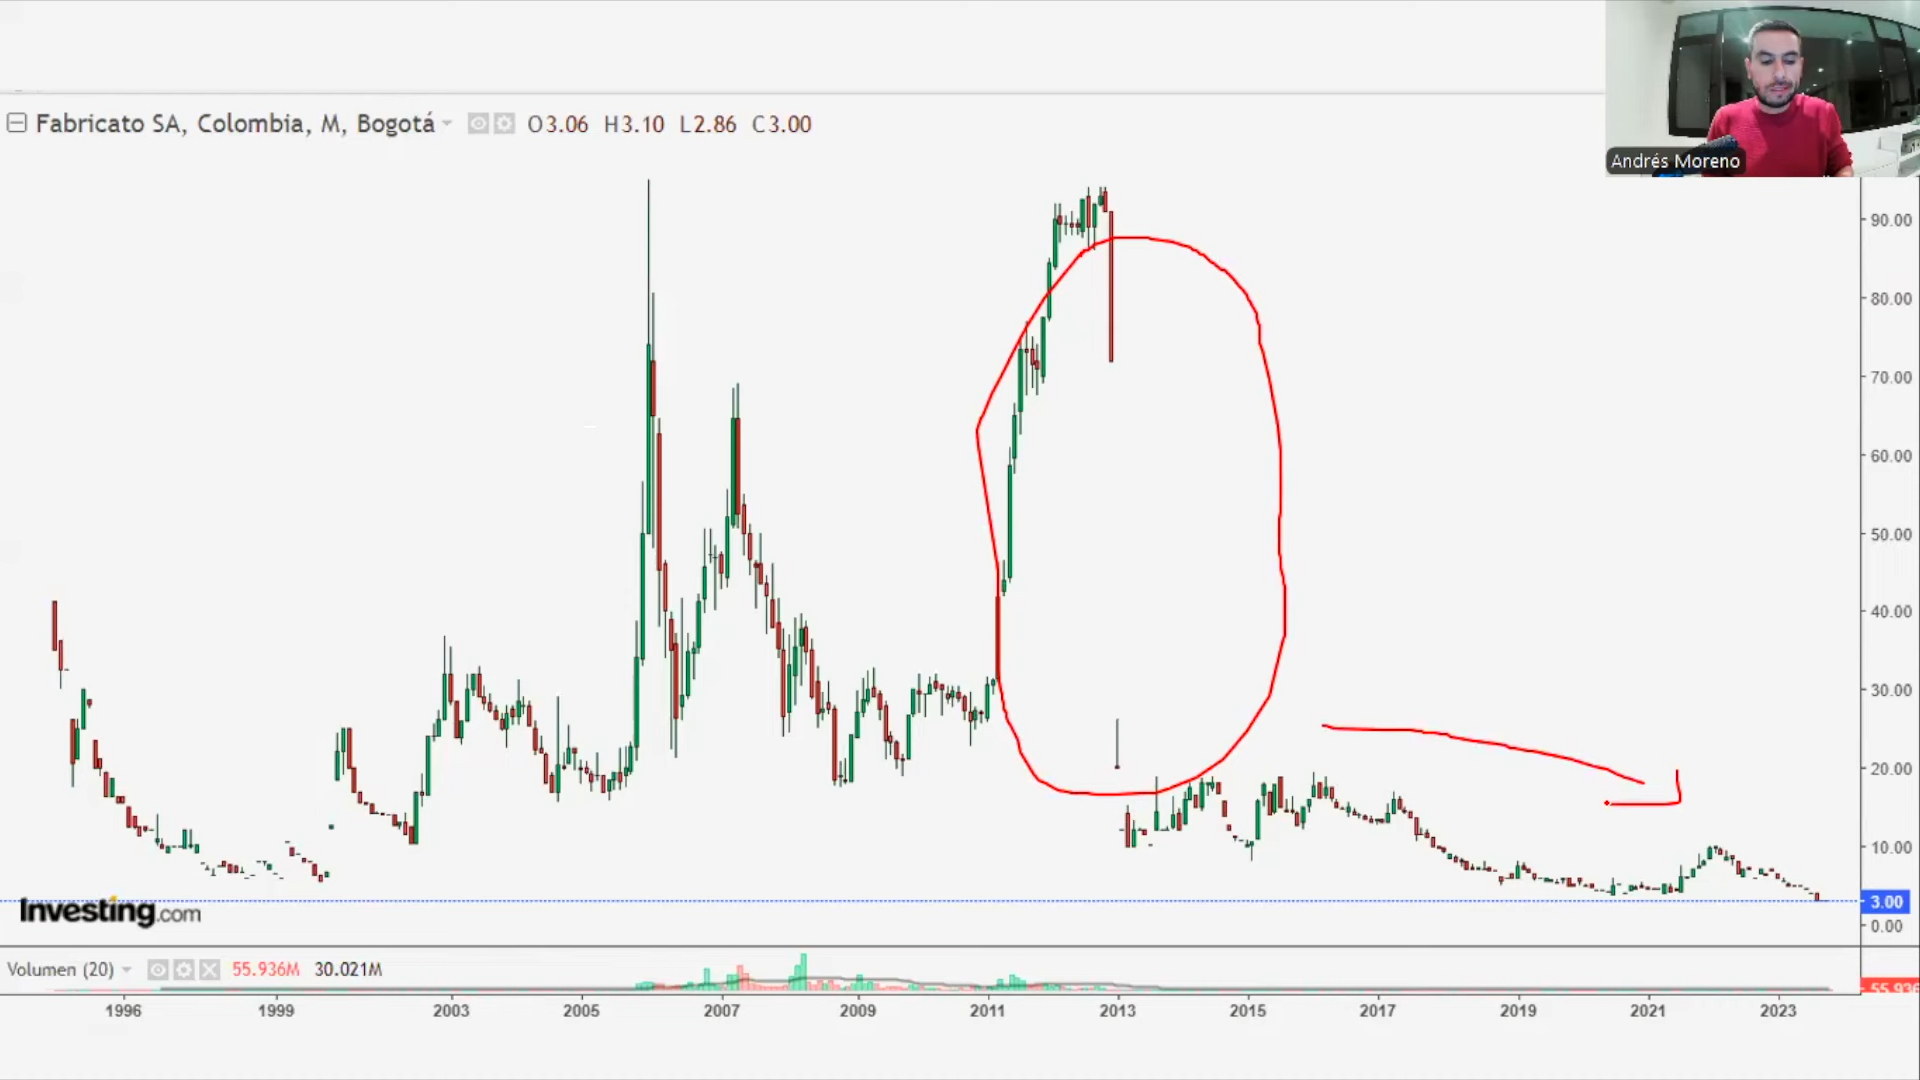 Andrés Moreno
Fabricato SA, Colombia, M, Bogotá O3.06 H3.10 L2.86 C3.00
90.00
80.00
70.00
60.00
50.00
40.00
30.00
20.00
10.00
3.00
0.00
Investing.com
Volumen (20) 55.936M 30.021M
55.936
1996 1999 2003 2005 2007 2009 2011 2013 2015 2017 2019 2021 2023